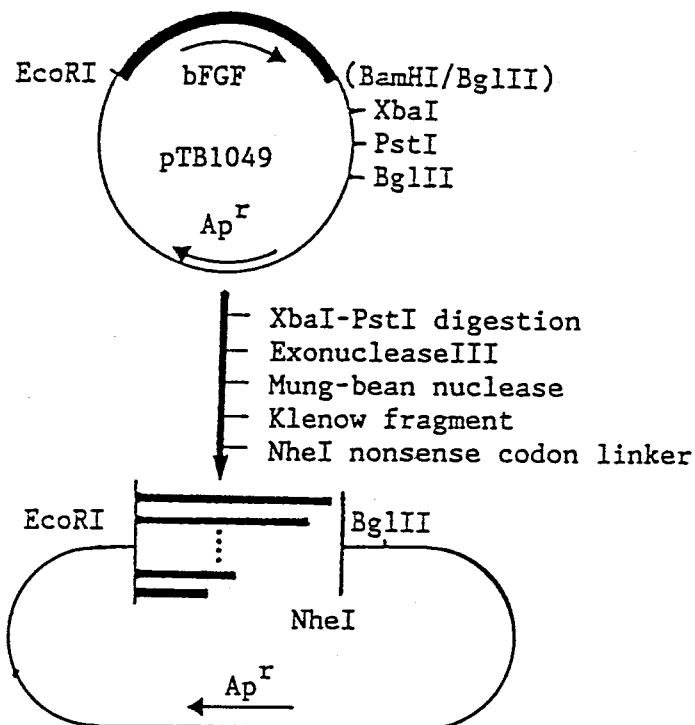 EcoRI
bFGF
(BamHI/BglII)
XbaI
PstI
BglII
pTB1049
Ap^r
XbaI-PstI digestion
ExonucleaseIII
Mung-bean nuclease
Klenow fragment
NheI nonsense codon linker
EcoRI
BglII
NheI
Ap^r